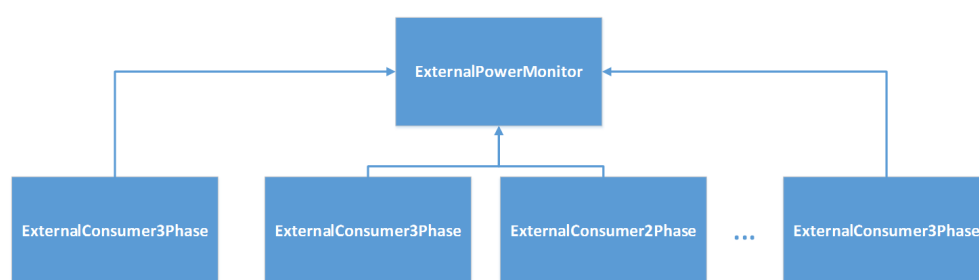 ExternalPowerMonitor
ExternalConsumer3Phase
ExternalConsumer3Phase
ExternalConsumer2Phase
...
ExternalConsumer3Phase